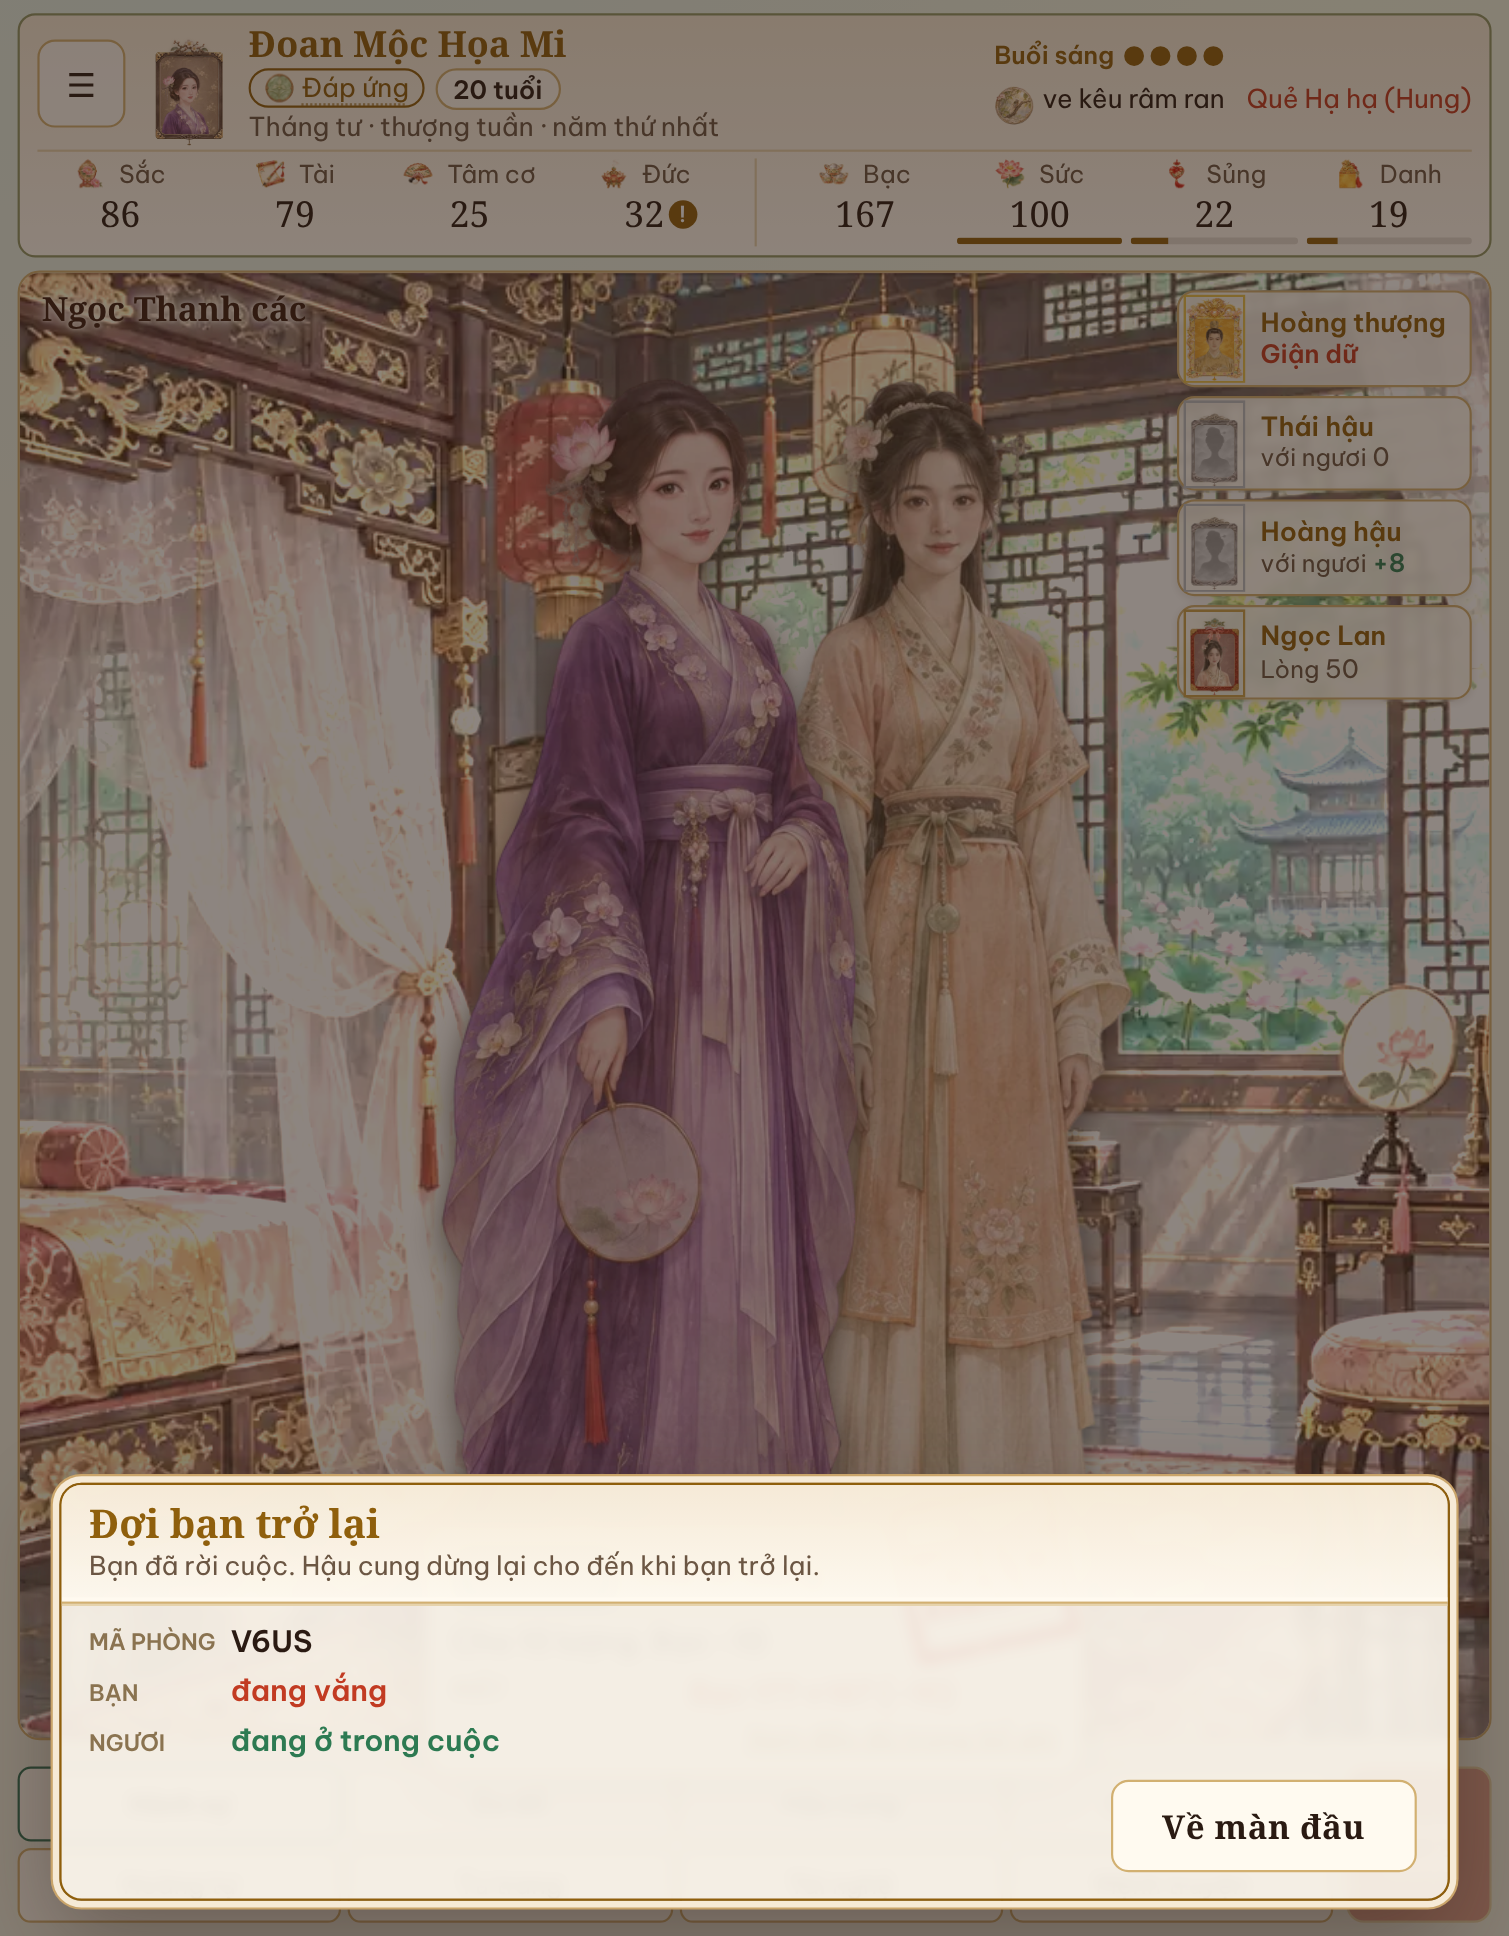 ☰
Đoan Mộc Họa Mi
Đáp ứng
20 tuổi
Tháng tư · thượng tuần · năm thứ nhất
Buổi sáng
ve kêu râm ran
Quẻ Hạ hạ (Hung)
Sắc
86
Tài
79
Tâm cơ
25
Đức
32 !
Bạc
167
Sức
100
Sủng
22
Danh
19
Ngọc Thanh các
Hoàng thượng
Giận dữ
Thái hậu
với ngươi 0
Hoàng hậu
với ngươi +8
Ngọc Lan
Lòng 50
Đợi bạn trở lại
Bạn đã rời cuộc. Hậu cung dừng lại cho đến khi bạn trở lại.
MÃ PHÒNG V6US
BẠN đang vắng
NGƯƠI đang ở trong cuộc
Về màn đầu